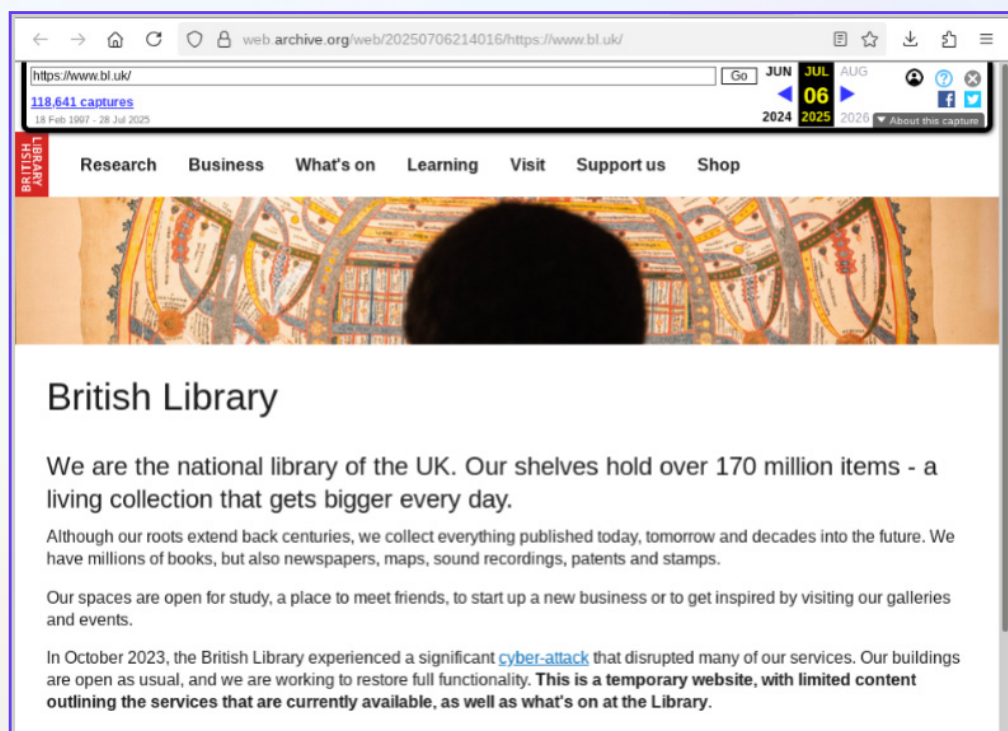 web.archive.org/web/20250706214016/https://www.bl.uk/
https://www.bl.uk/ Go JUN JUL AUG
118,641 captures 06
18 Feb 1997 - 28 Jul 2025 2024 2025 2026 About this capture
BRITISH LIBRARY
Research Business What's on Learning Visit Support us Shop
British Library
We are the national library of the UK. Our shelves hold over 170 million items - a
living collection that gets bigger every day.
Although our roots extend back centuries, we collect everything published today, tomorrow and decades into the future. We
have millions of books, but also newspapers, maps, sound recordings, patents and stamps.
Our spaces are open for study, a place to meet friends, to start up a new business or to get inspired by visiting our galleries
and events.
In October 2023, the British Library experienced a significant cyber-attack that disrupted many of our services. Our buildings
are open as usual, and we are working to restore full functionality. This is a temporary website, with limited content
outlining the services that are currently available, as well as what's on at the Library.